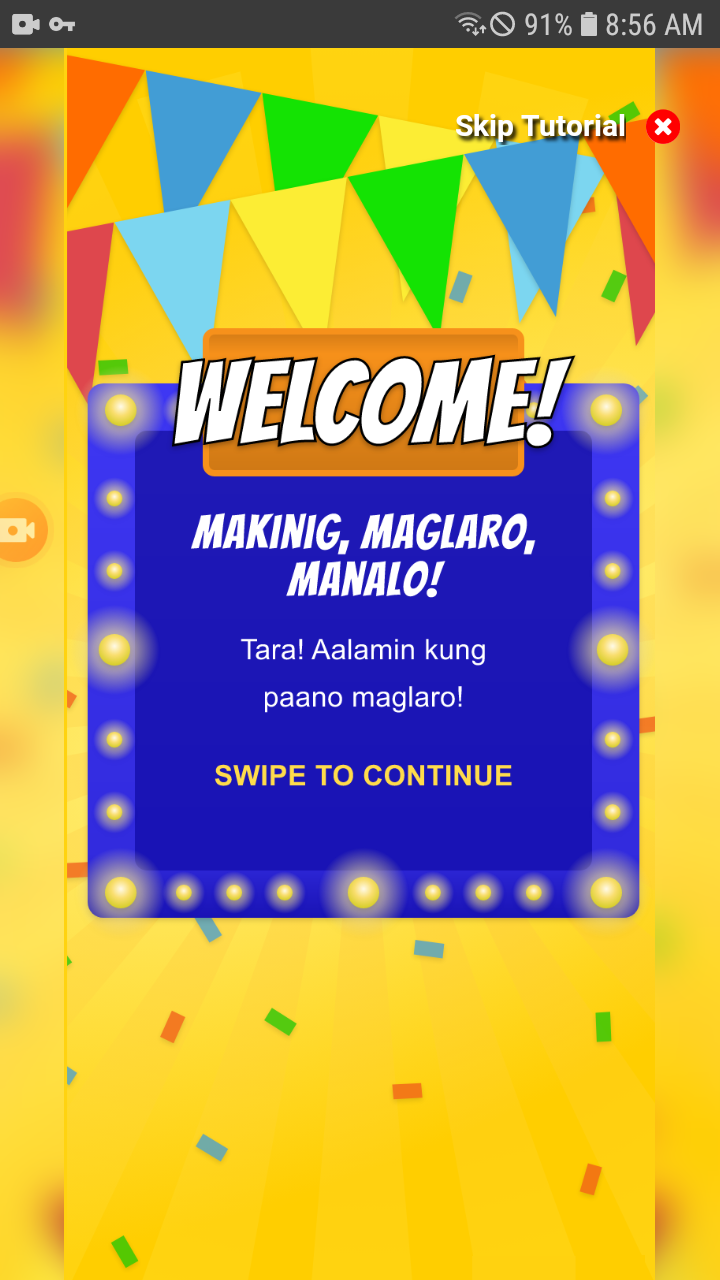 91% 8:56 AM
Skip Tutorial
WELCOME!
MAKINIG, MAGLARO,
MANALO!
Tara! Aalamin kung
paano maglaro!
SWIPE TO CONTINUE